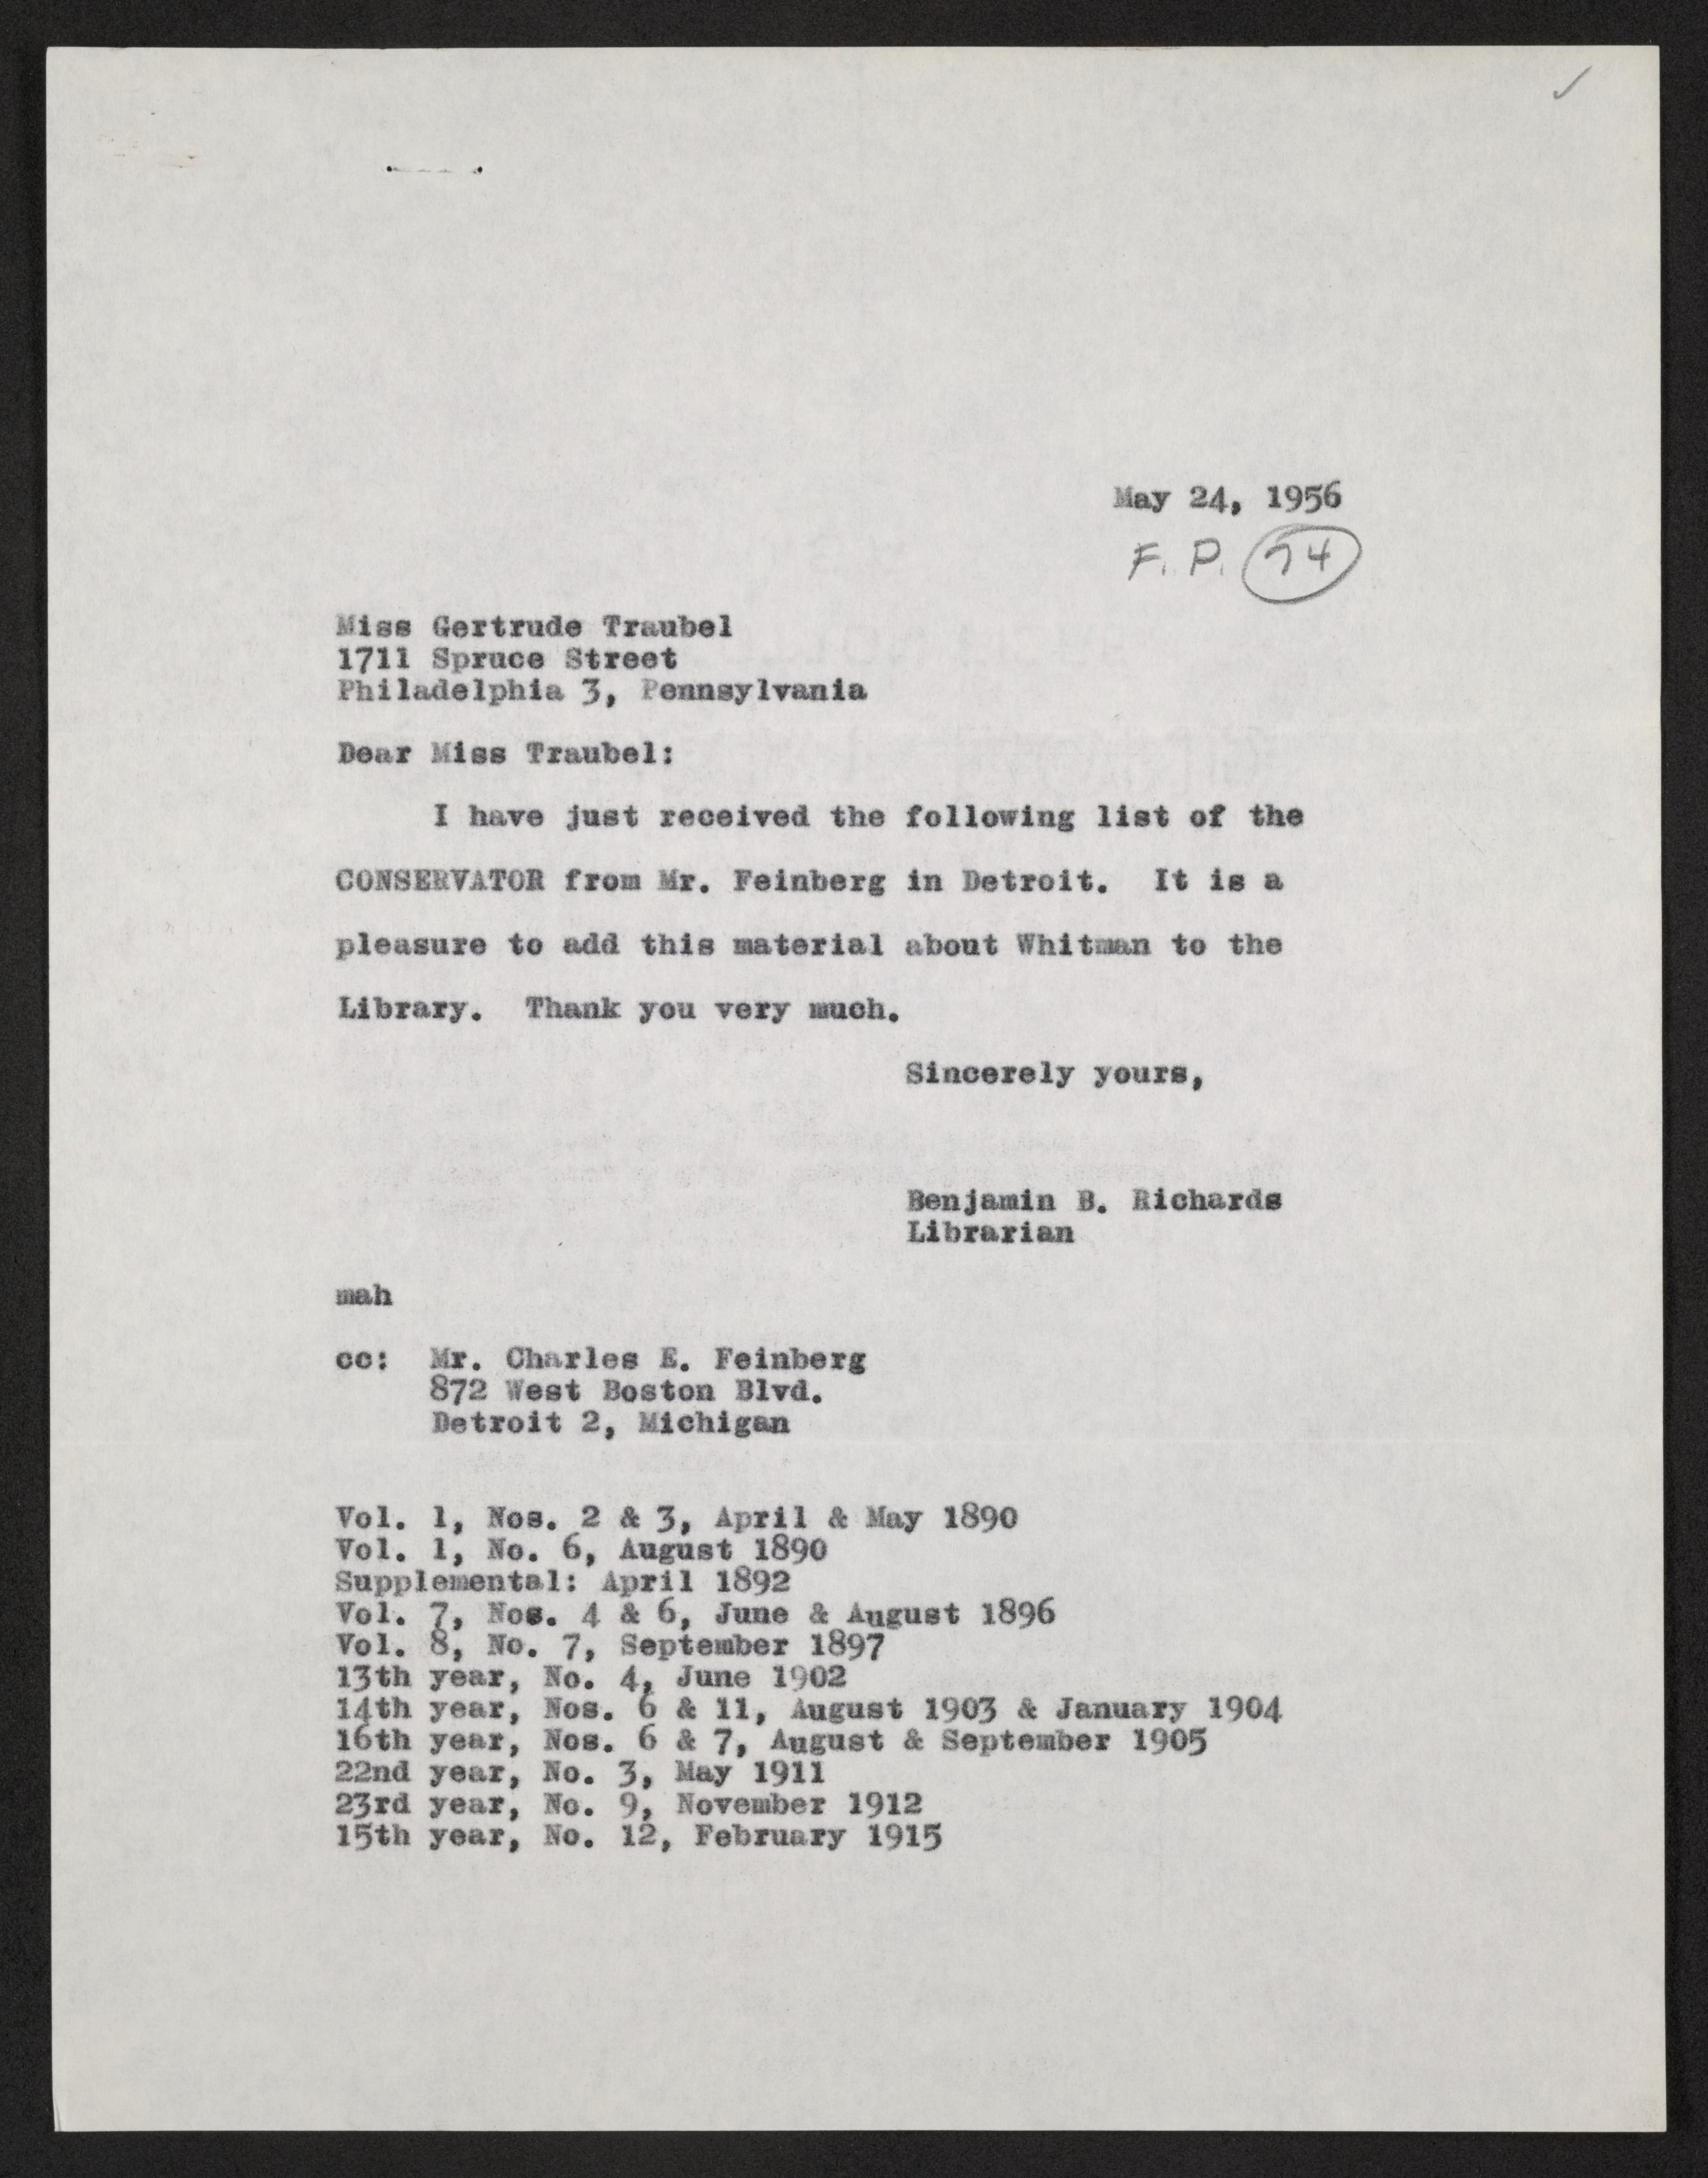 May 24, 1956
F. P. 74
Miss Gertrude Traubel
1711 Spruce Street
Philadelphia 3, Pennsylvania
Dear Miss Traubel:
I have just received the following list of the
CONSERVATOR from Mr. Feinberg in Detroit. It is a
pleasure to add this material about Whitman to the
Library. Thank you very much.
Sincerely yours,
Benjamin B. Richards
Librarian
mah
cc: Mr. Charles E. Feinberg
872 West Boston Blvd.
Detroit 2, Michigan
Vol. 1, Nos. 2 & 3, April & May 1890
Vol. 1, No. 6, August 1890
Supplemental: April 1892
Vol. 7, Nos. 4 & 6, June & August 1896
Vol. 8, No. 7, September 1897
13th year, No. 4, June 1902
14th year, Nos. 6 & 11, August 1903 & January 1904
16th year, Nos. 6 & 7, August & September 1905
22nd year, No. 3, May 1911
23rd year, No. 9, November 1912
15th year, No. 12, February 1915